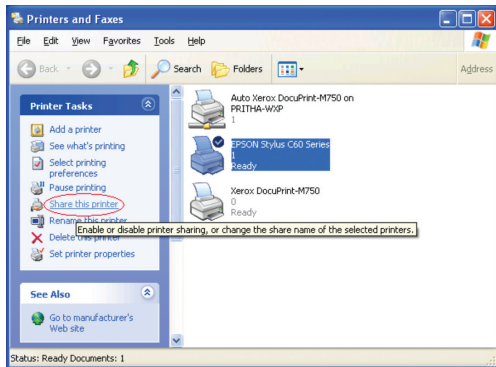 Printers and Faxes
File Edit View Favorites Tools Help
Back Search Folders Address
Printer Tasks
Add a printer
See what's printing
Select printing
preferences
Pause printing
Share this printer
Rename this printer
Delete this printer
Set printer properties
See Also
Go to manufacturer's
Web site
Auto Xerox DocuPrint-M750 on
PRITHA-WXP
1
EPSON Stylus C60 Series
1
Ready
Xerox DocuPrint-M750
0
Ready
Enable or disable printer sharing, or change the share name of the selected printers.
Status: Ready Documents: 1